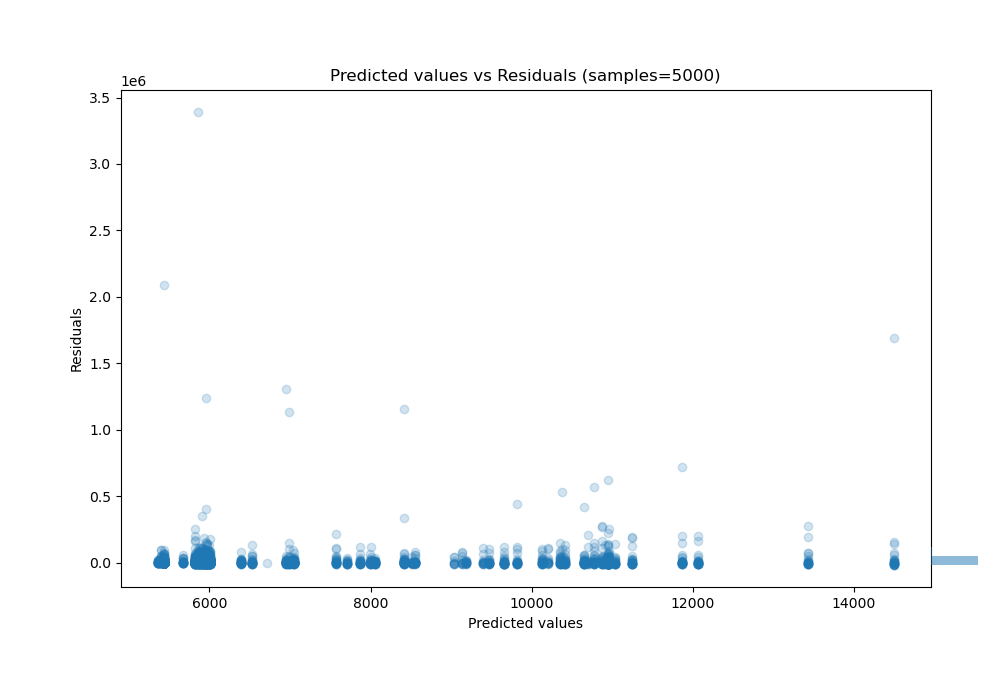 Predicted values vs Residuals (samples=5000)
1e6
3.5
3.0
2.5
2.0
1.5
1.0
0.5
0.0
Residuals
6000 8000 10000 12000 14000
Predicted values